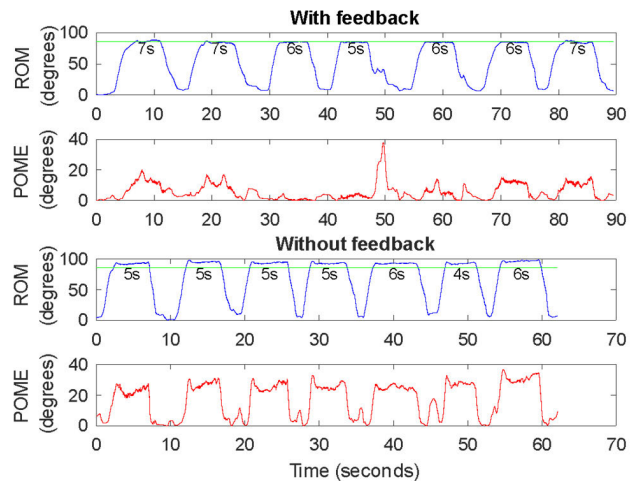 With feedback
ROM
(degrees)
100
50
0
7s 7s 6s 5s 6s 6s 7s
0 10 20 30 40 50 60 70 80 90
POME
(degrees)
40
20
0
0 10 20 30 40 50 60 70 80 90
Without feedback
ROM
(degrees)
100
50
0
5s 5s 5s 5s 6s 4s 6s
0 10 20 30 40 50 60 70
POME
(degrees)
40
20
0
0 10 20 30 40 50 60 70
Time (seconds)